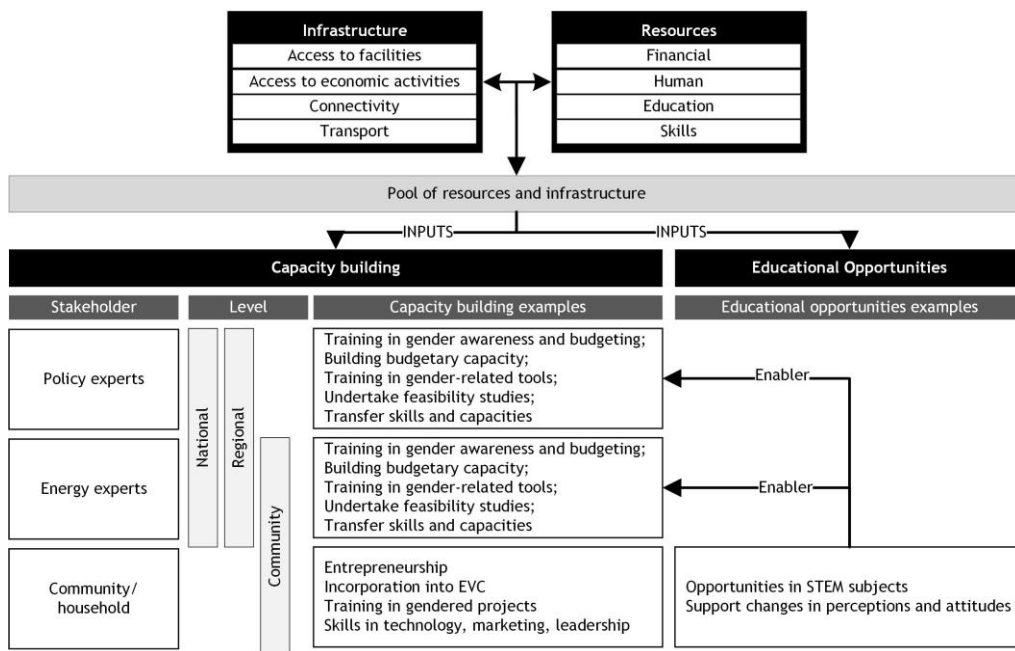 Infrastructure
Access to facilities
Access to economic activities
Connectivity
Transport
Resources
Financial
Human
Education
Skills
Pool of resources and infrastructure
INPUTS
INPUTS
Capacity building
Educational Opportunities
Stakeholder
Level
Capacity building examples
Educational opportunities examples
Policy experts
National
Regional
Training in gender awareness and budgeting;
Building budgetary capacity;
Training in gender-related tools;
Undertake feasibility studies;
Transfer skills and capacities
Enabler
Energy experts
Community
Training in gender awareness and budgeting;
Building budgetary capacity;
Training in gender-related tools;
Undertake feasibility studies;
Transfer skills and capacities
Enabler
Community/
household
Entrepreneurship
Incorporation into EVC
Training in gendered projects
Skills in technology, marketing, leadership
Opportunities in STEM subjects
Support changes in perceptions and attitudes